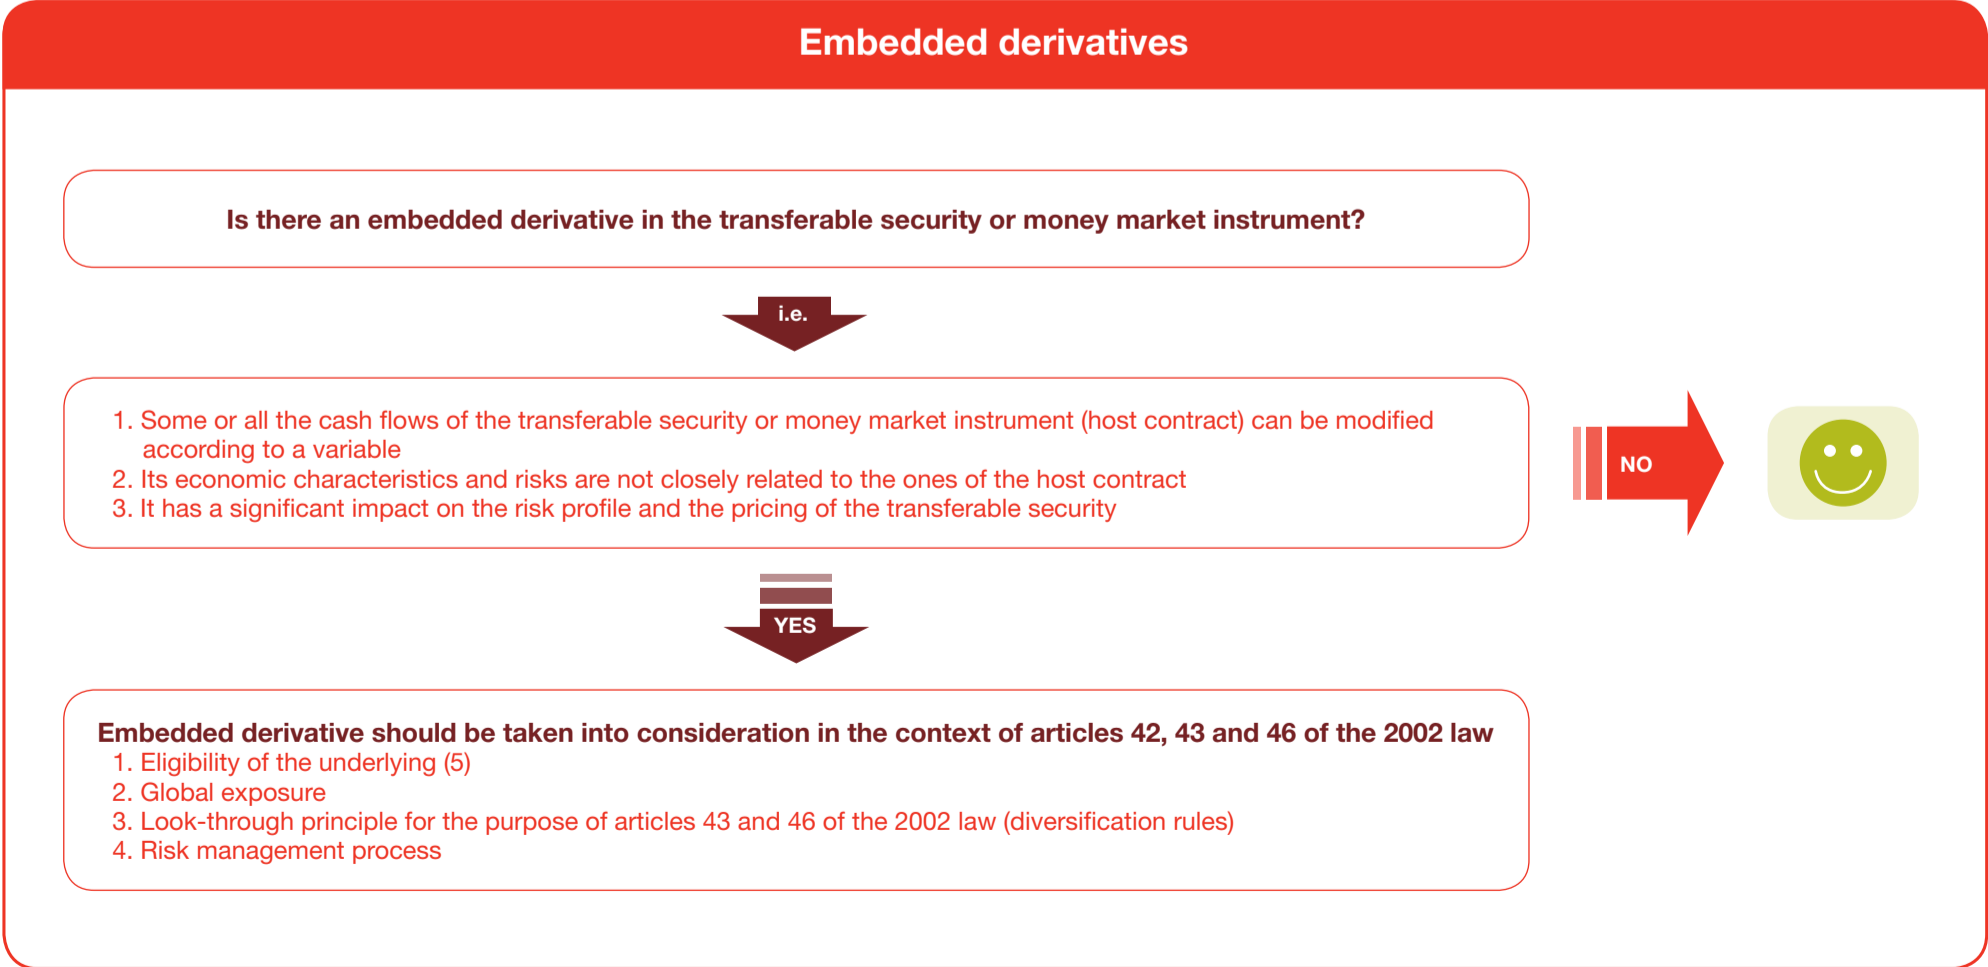 Embedded derivatives
Is there an embedded derivative in the transferable security or money market instrument?
i.e.
1. Some or all the cash flows of the transferable security or money market instrument (host contract) can be modified
according to a variable
2. Its economic characteristics and risks are not closely related to the ones of the host contract
3. It has a significant impact on the risk profile and the pricing of the transferable security
NO
YES
Embedded derivative should be taken into consideration in the context of articles 42, 43 and 46 of the 2002 law
1. Eligibility of the underlying (5)
2. Global exposure
3. Look-through principle for the purpose of articles 43 and 46 of the 2002 law (diversification rules)
4. Risk management process